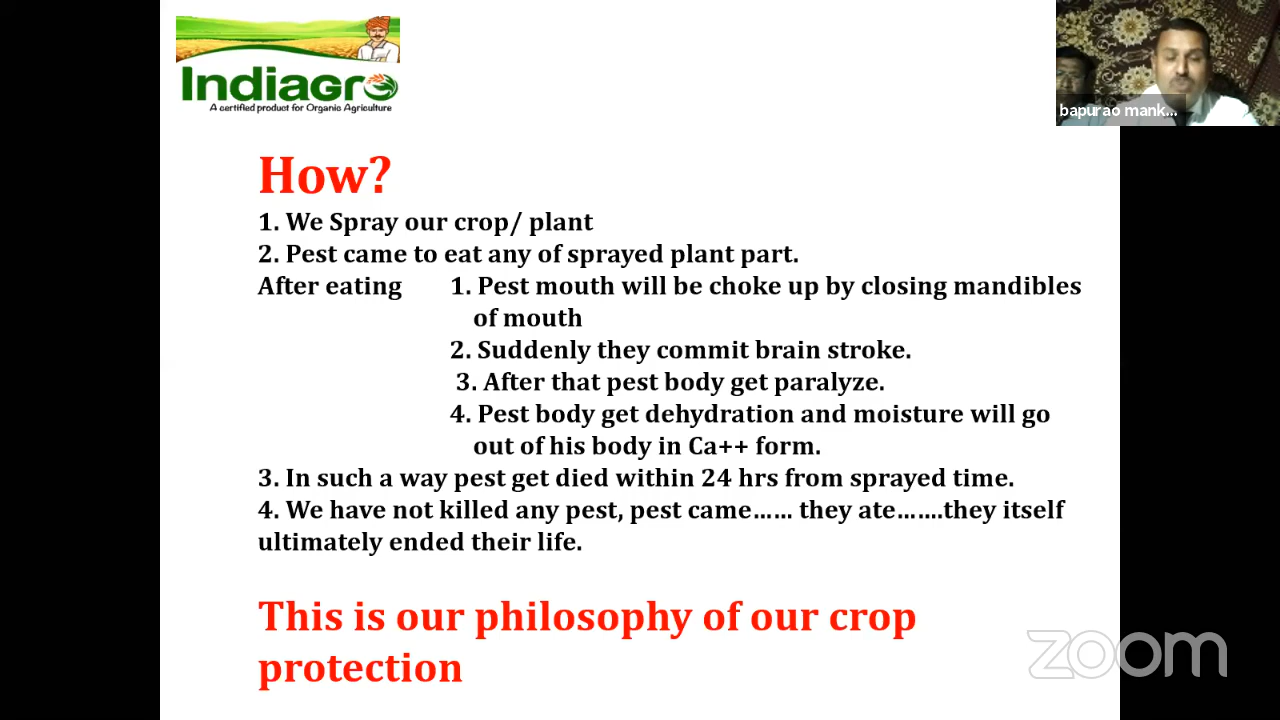 Indiagro
A certified product for Organic Agriculture
bapurao mank...
How?
1. We Spray our crop/ plant
2. Pest came to eat any of sprayed plant part.
After eating 1. Pest mouth will be choke up by closing mandibles
of mouth
2. Suddenly they commit brain stroke.
3. After that pest body get paralyze.
4. Pest body get dehydration and moisture will go
out of his body in Ca++ form.
3. In such a way pest get died within 24 hrs from sprayed time.
4. We have not killed any pest, pest came…… they ate…….they itself
ultimately ended their life.
This is our philosophy of our crop
protection
zoom